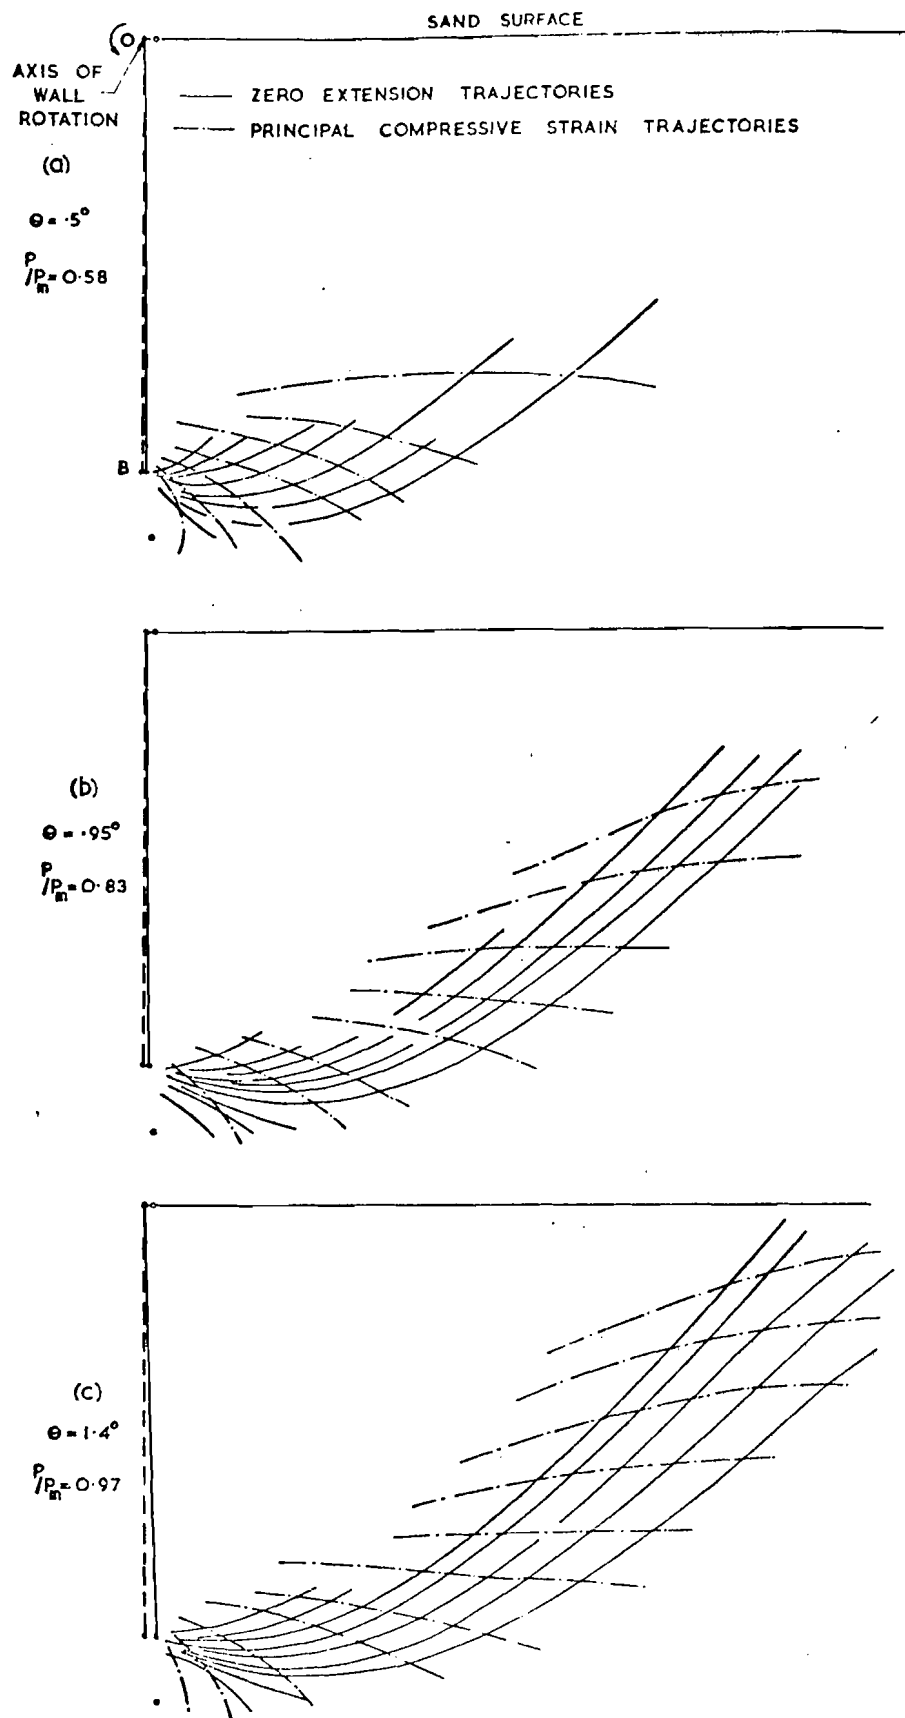 SAND SURFACE
O
AXIS OF
WALL
ROTATION
ZERO EXTENSION TRAJECTORIES
PRINCIPAL COMPRESSIVE STRAIN TRAJECTORIES
(a)
θ = ·5°
P/Pm = 0·58
B
(b)
θ = ·95°
P/Pm = 0·83
(c)
θ = 1·4°
P/Pm = 0·97